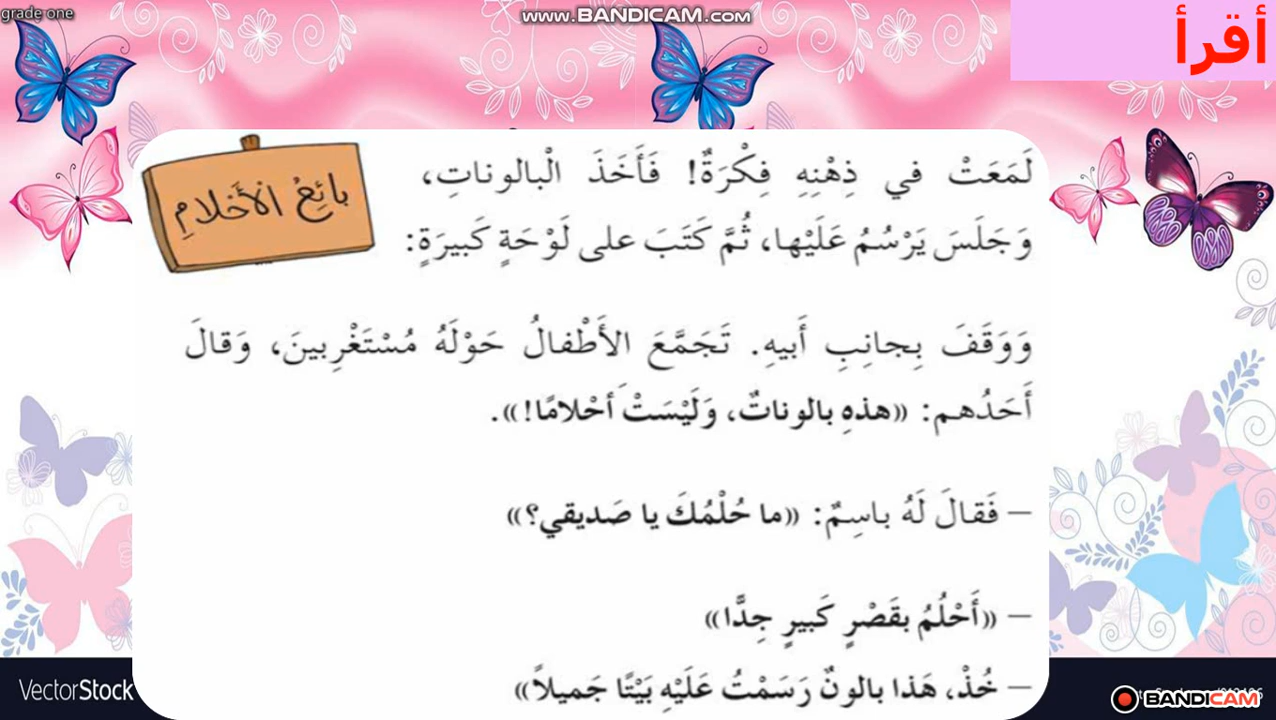 grade one
www.BANDICAM.com
أقرأ
لَمَعَتْ في ذِهْنِهِ فِكْرَةٌ! فَأَخَذَ الْبالوناتِ،
وَجَلَسَ يَرْسُمُ عَلَيْها، ثُمَّ كَتَبَ على لَوْحَةٍ كَبيرَةٍ:
بائِعُ الأَحْلامِ
وَوَقَفَ بِجانِبِ أَبيهِ. تَجَمَّعَ الأَطْفالُ حَوْلَهُ مُسْتَغْرِبينَ، وَقالَ
أَحَدُهم: «هذهِ بالوناتٌ، وَلَيْسَتْ أَحْلامًا!».
– فَقالَ لَهُ باسِمٌ: «ما حُلْمُكَ يا صَديقي؟»
– «أَحْلُمُ بقَصْرٍ كَبيرٍ جِدًّا»
– خُذْ، هَذا بالونٌ رَسَمْتُ عَلَيْهِ بَيْتًا جَميلاً»
VectorStock
BANDICAM